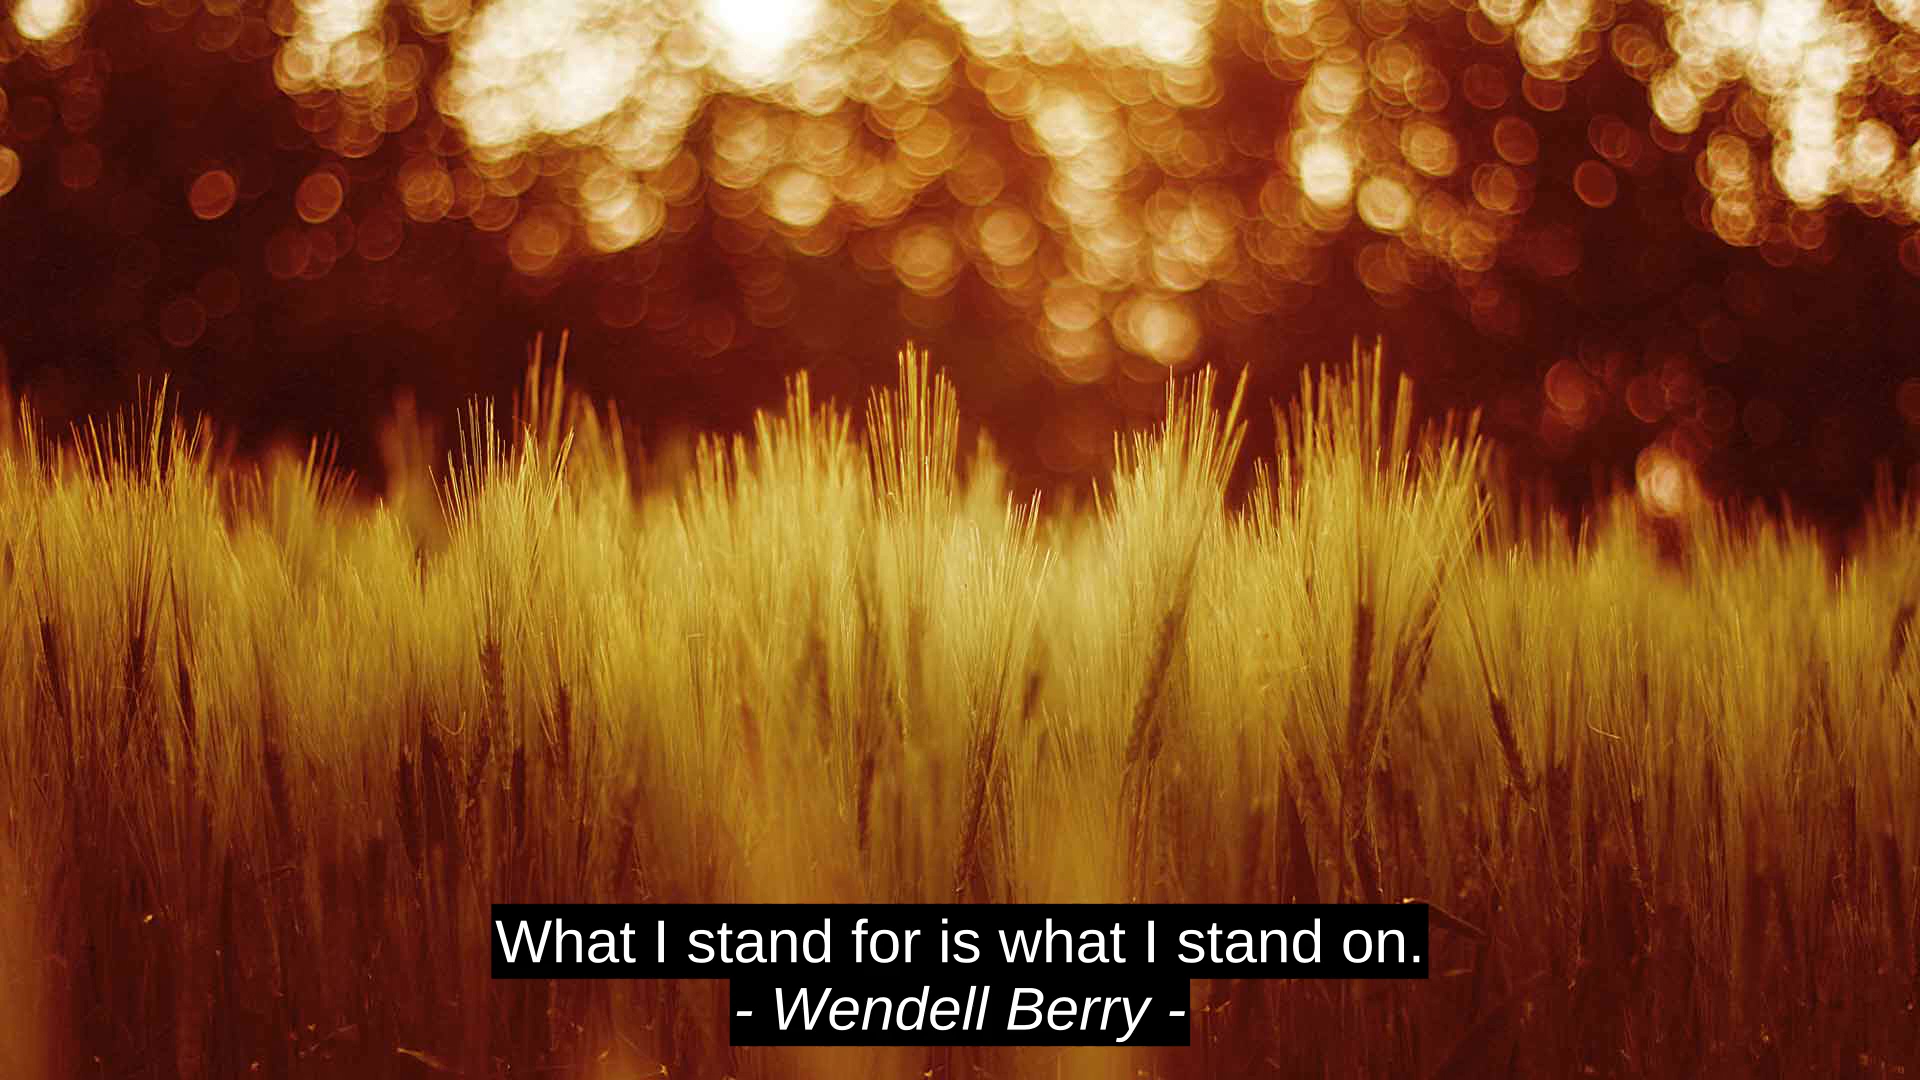 What I stand for is what I stand on.
- Wendell Berry -